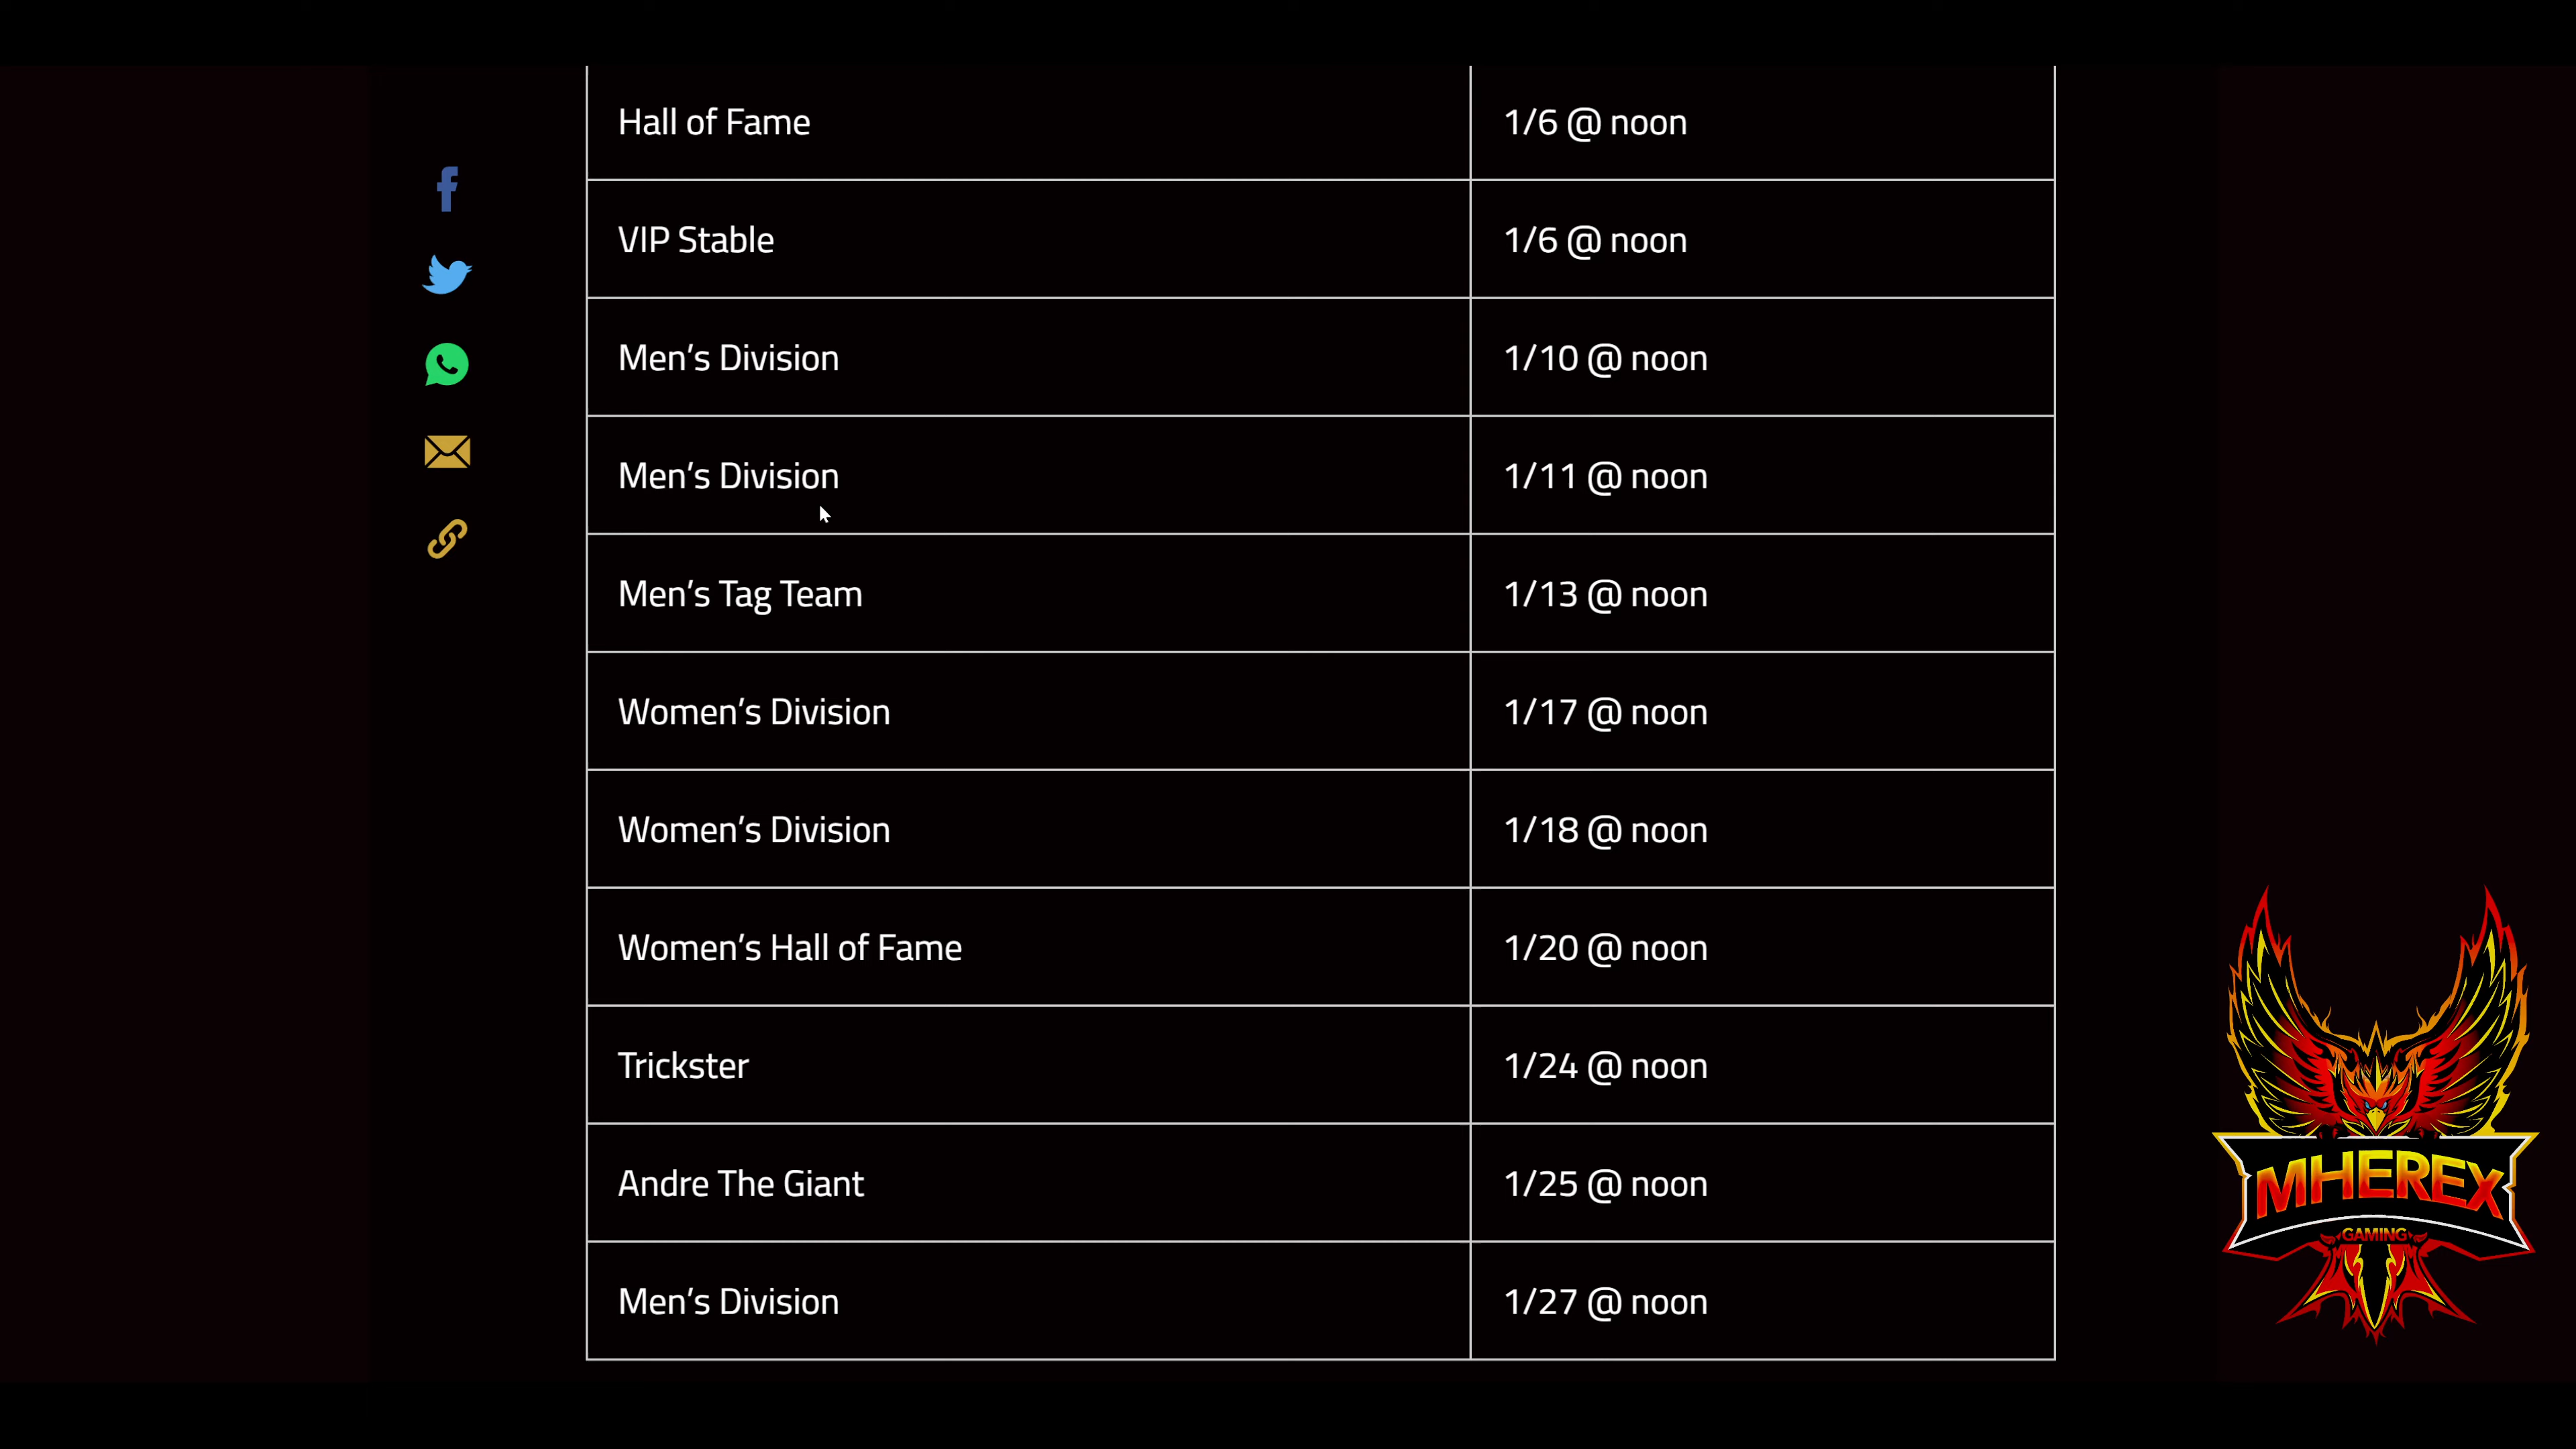 Hall of Fame 1/6 @ noon
VIP Stable 1/6 @ noon
Men’s Division 1/10 @ noon
Men’s Division 1/11 @ noon
Men’s Tag Team 1/13 @ noon
Women’s Division 1/17 @ noon
Women’s Division 1/18 @ noon
Women’s Hall of Fame 1/20 @ noon
Trickster 1/24 @ noon
Andre The Giant 1/25 @ noon
Men’s Division 1/27 @ noon
MHEREX
GAMING